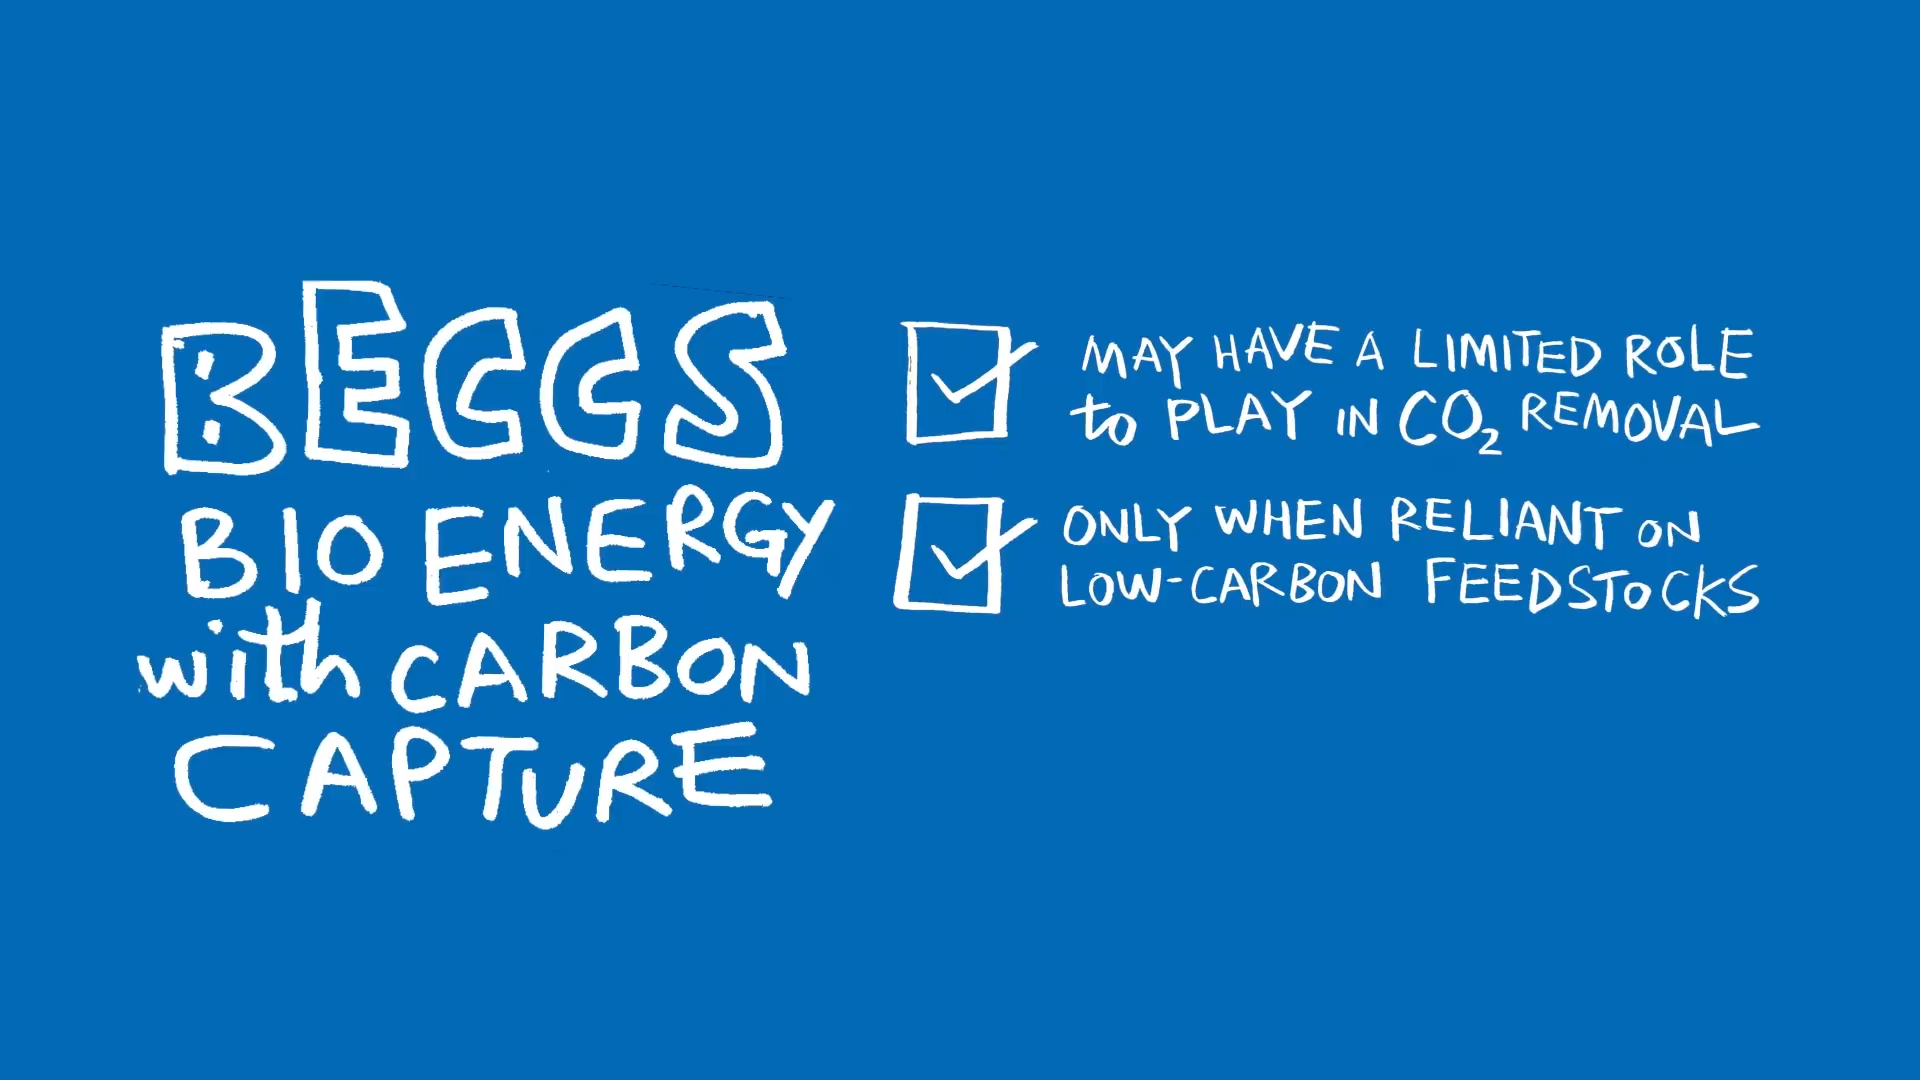 BECCS
BIO ENERGY
with CARBON
CAPTURE
MAY HAVE A LIMITED ROLE
to PLAY IN CO₂ REMOVAL
ONLY WHEN RELIANT ON
LOW-CARBON FEEDSTOCKS